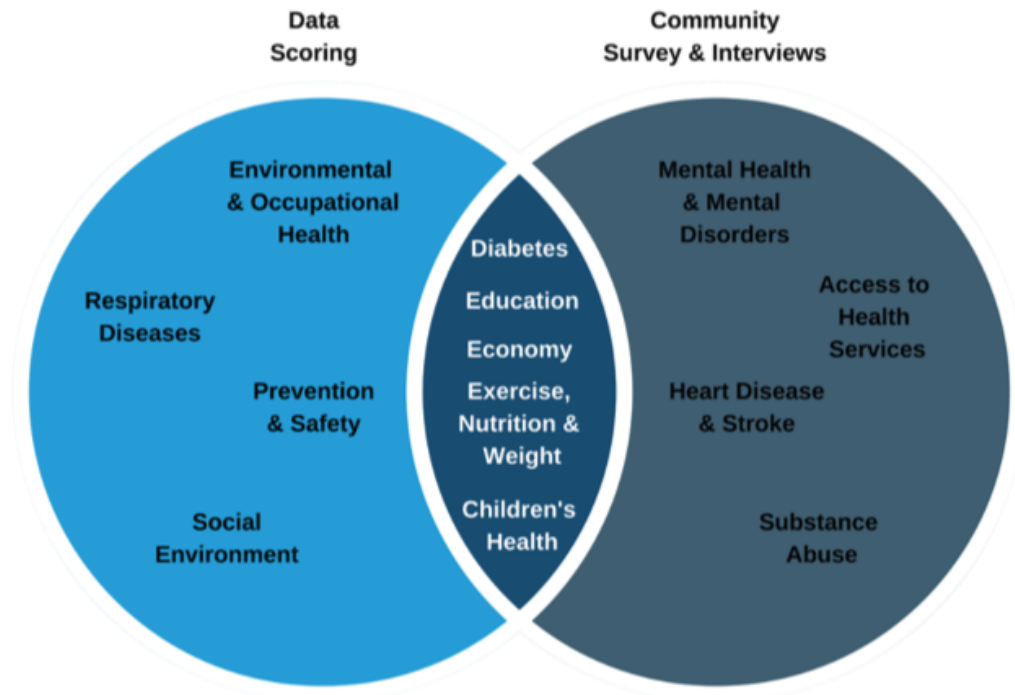 Data
Scoring
Community
Survey & Interviews
Environmental
& Occupational
Health
Respiratory
Diseases
Prevention
& Safety
Social
Environment
Diabetes
Education
Economy
Exercise,
Nutrition &
Weight
Children's
Health
Mental Health
& Mental
Disorders
Access to
Health
Services
Heart Disease
& Stroke
Substance
Abuse